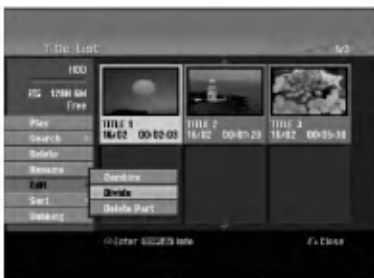 Title List
HDD
Free
TITLE 1
16/02 00:02:03
TITLE 2
16/02 00:01:20
TITLE 3
16/02 00:05:30
Play
Search
Delete
Rename
Edit
Sort
Dubbing
Combine
Divide
Delete Part
Enter
Info
Close